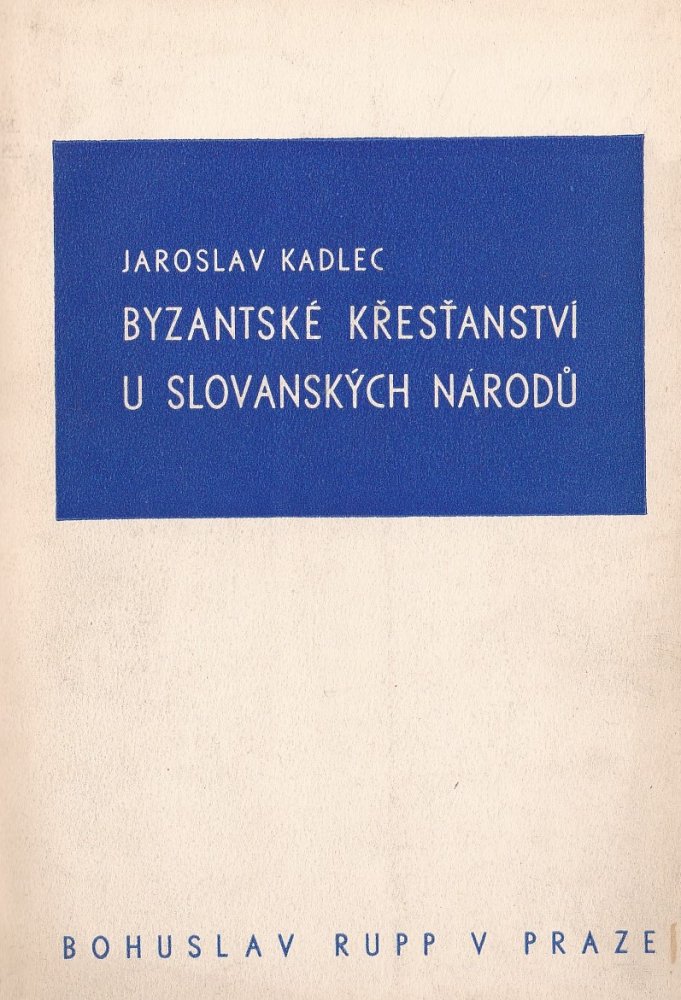 JAROSLAV KADLEC
BYZANTSKÉ KŘESŤANSTVÍ
U SLOVANSKÝCH NÁRODŮ
BOHUSLAV RUPP V PRAZE